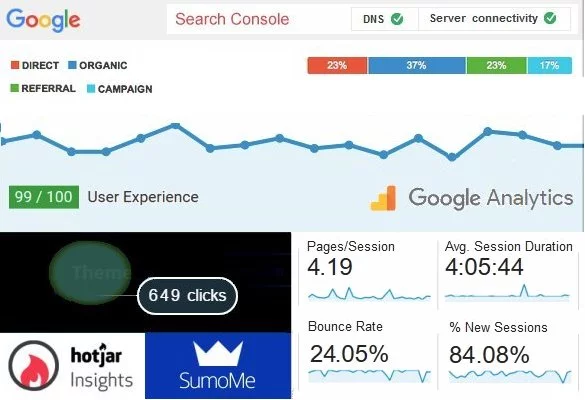 Google
Search Console
DNS
Server connectivity
DIRECT
ORGANIC
REFERRAL
CAMPAIGN
23%
37%
23%
17%
99 / 100
User Experience
Google Analytics
Theme
649 clicks
hotjar
Insights
SumoMe
Pages/Session
4.19
Avg. Session Duration
4:05:44
Bounce Rate
24.05%
% New Sessions
84.08%